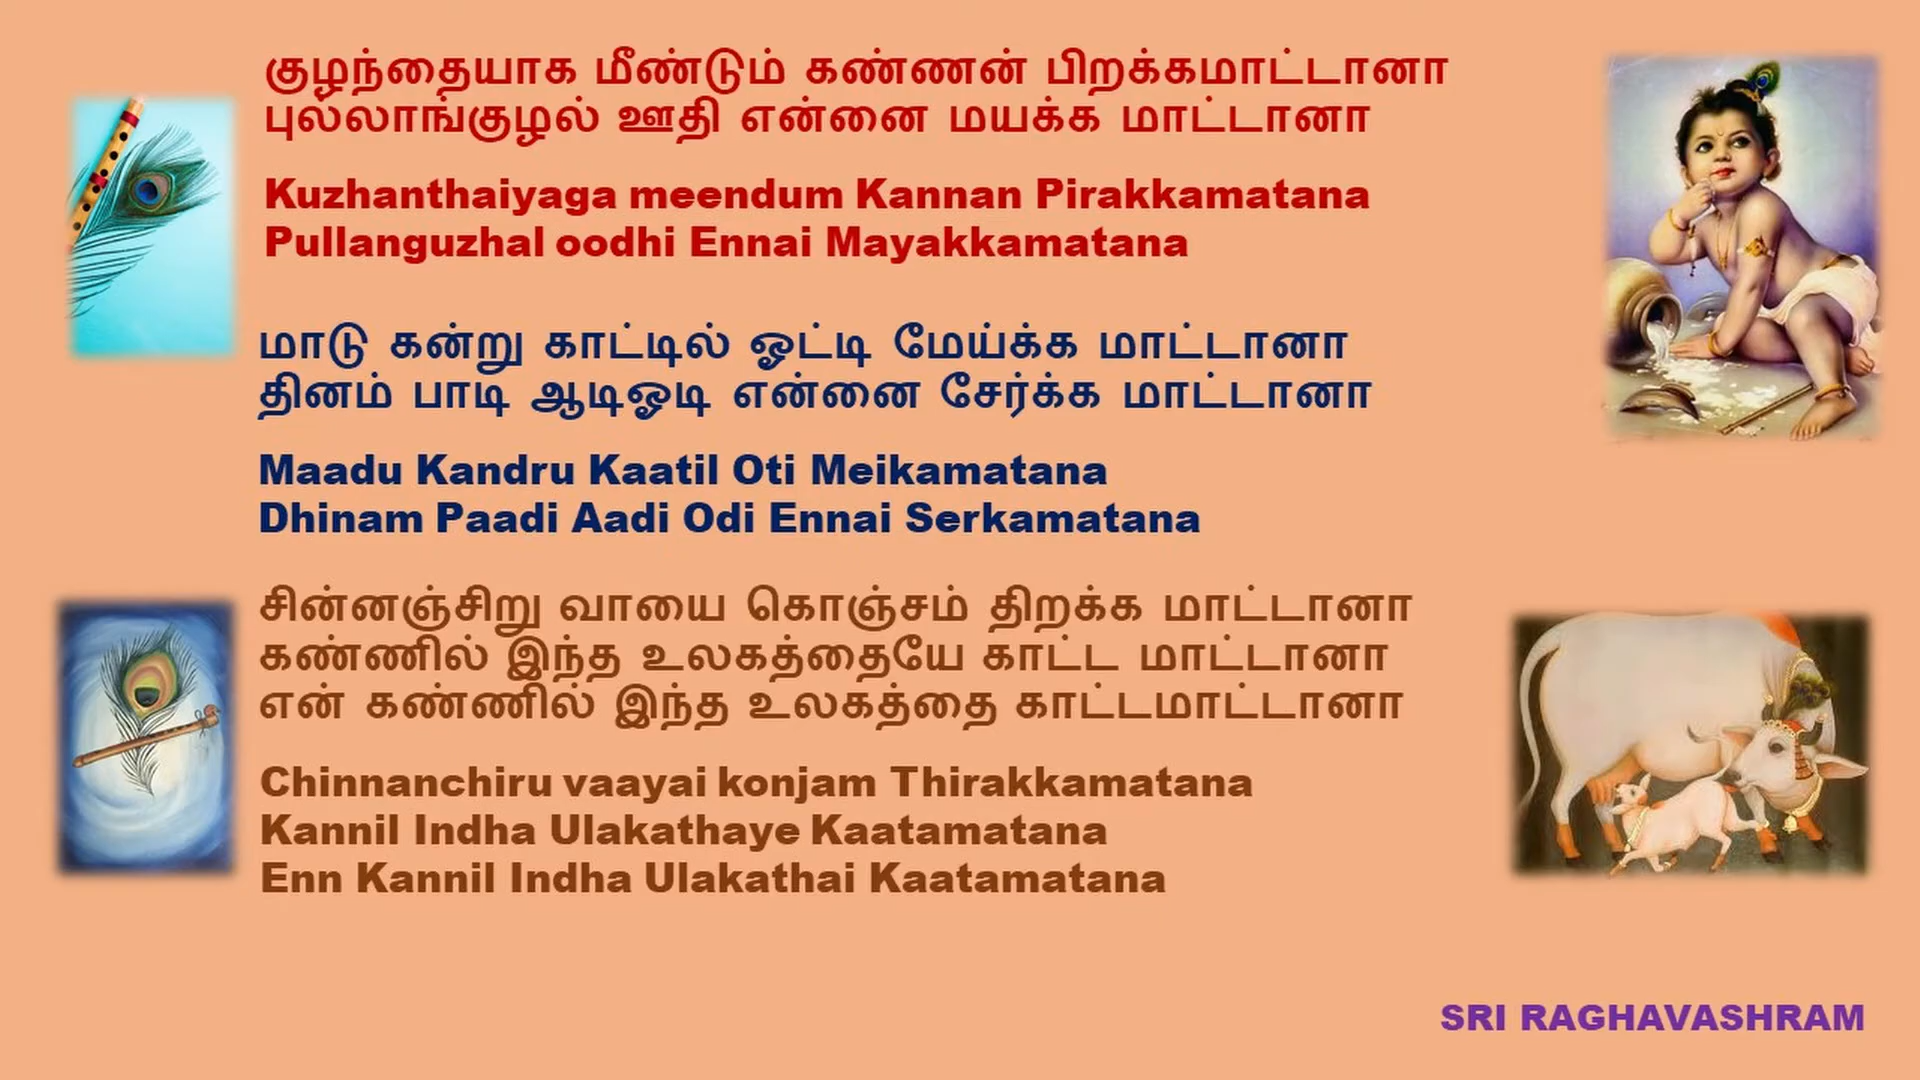 குழந்தையாக மீண்டும் கண்ணன் பிறக்கமாட்டானா
புல்லாங்குழல் ஊதி என்னை மயக்க மாட்டானா
Kuzhanthaiyaga meendum Kannan Pirakkamatana
Pullanguzhal oodhi Ennai Mayakkamatana
மாடு கன்று காட்டில் ஓட்டி மேய்க்க மாட்டானா
தினம் பாடி ஆடிஓடி என்னை சேர்க்க மாட்டானா
Maadu Kandru Kaatil Oti Meikamatana
Dhinam Paadi Aadi Odi Ennai Serkamatana
சின்னஞ்சிறு வாயை கொஞ்சம் திறக்க மாட்டானா
கண்ணில் இந்த உலகத்தையே காட்ட மாட்டானா
என் கண்ணில் இந்த உலகத்தை காட்டமாட்டானா
Chinnanchiru vaayai konjam Thirakkamatana
Kannil Indha Ulakathaye Kaatamatana
Enn Kannil Indha Ulakathai Kaatamatana
SRI RAGHAVASHRAM